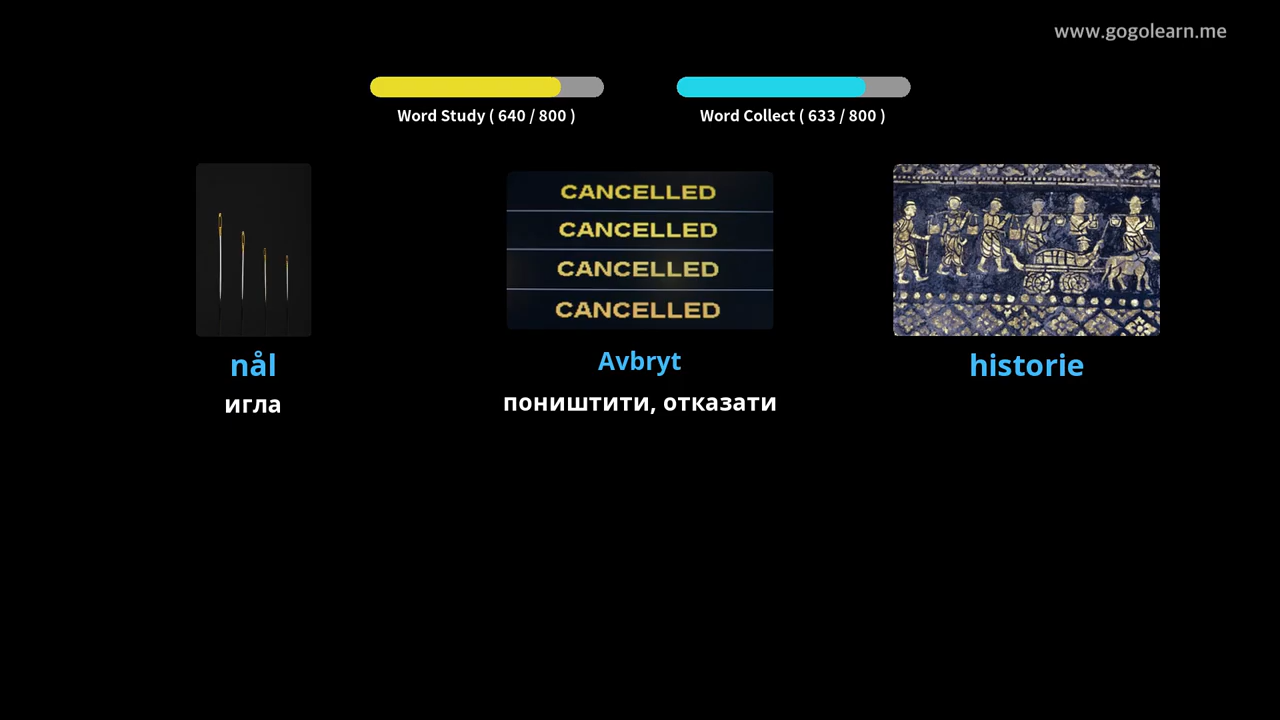 www.gogolearn.me
Word Study ( 640 / 800 )
Word Collect ( 633 / 800 )
CANCELLED
CANCELLED
CANCELLED
CANCELLED
nål
Avbryt
historie
игла
поништити, отказати